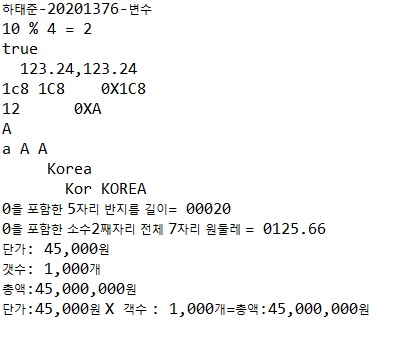 하태준-20201376-변수
10 % 4 = 2
true
  123.24,123.24
1c8 1C8    0X1C8
12      0XA
A
a A A
     Korea
       Kor KOREA
0을 포함한 5자리 반지름 길이= 00020
0을 포함한 소수2째자리 전체 7자리 원둘레 = 0125.66
단가: 45,000원
갯수: 1,000개
총액:45,000,000원
단가:45,000원 X 객수 : 1,000개=총액:45,000,000원